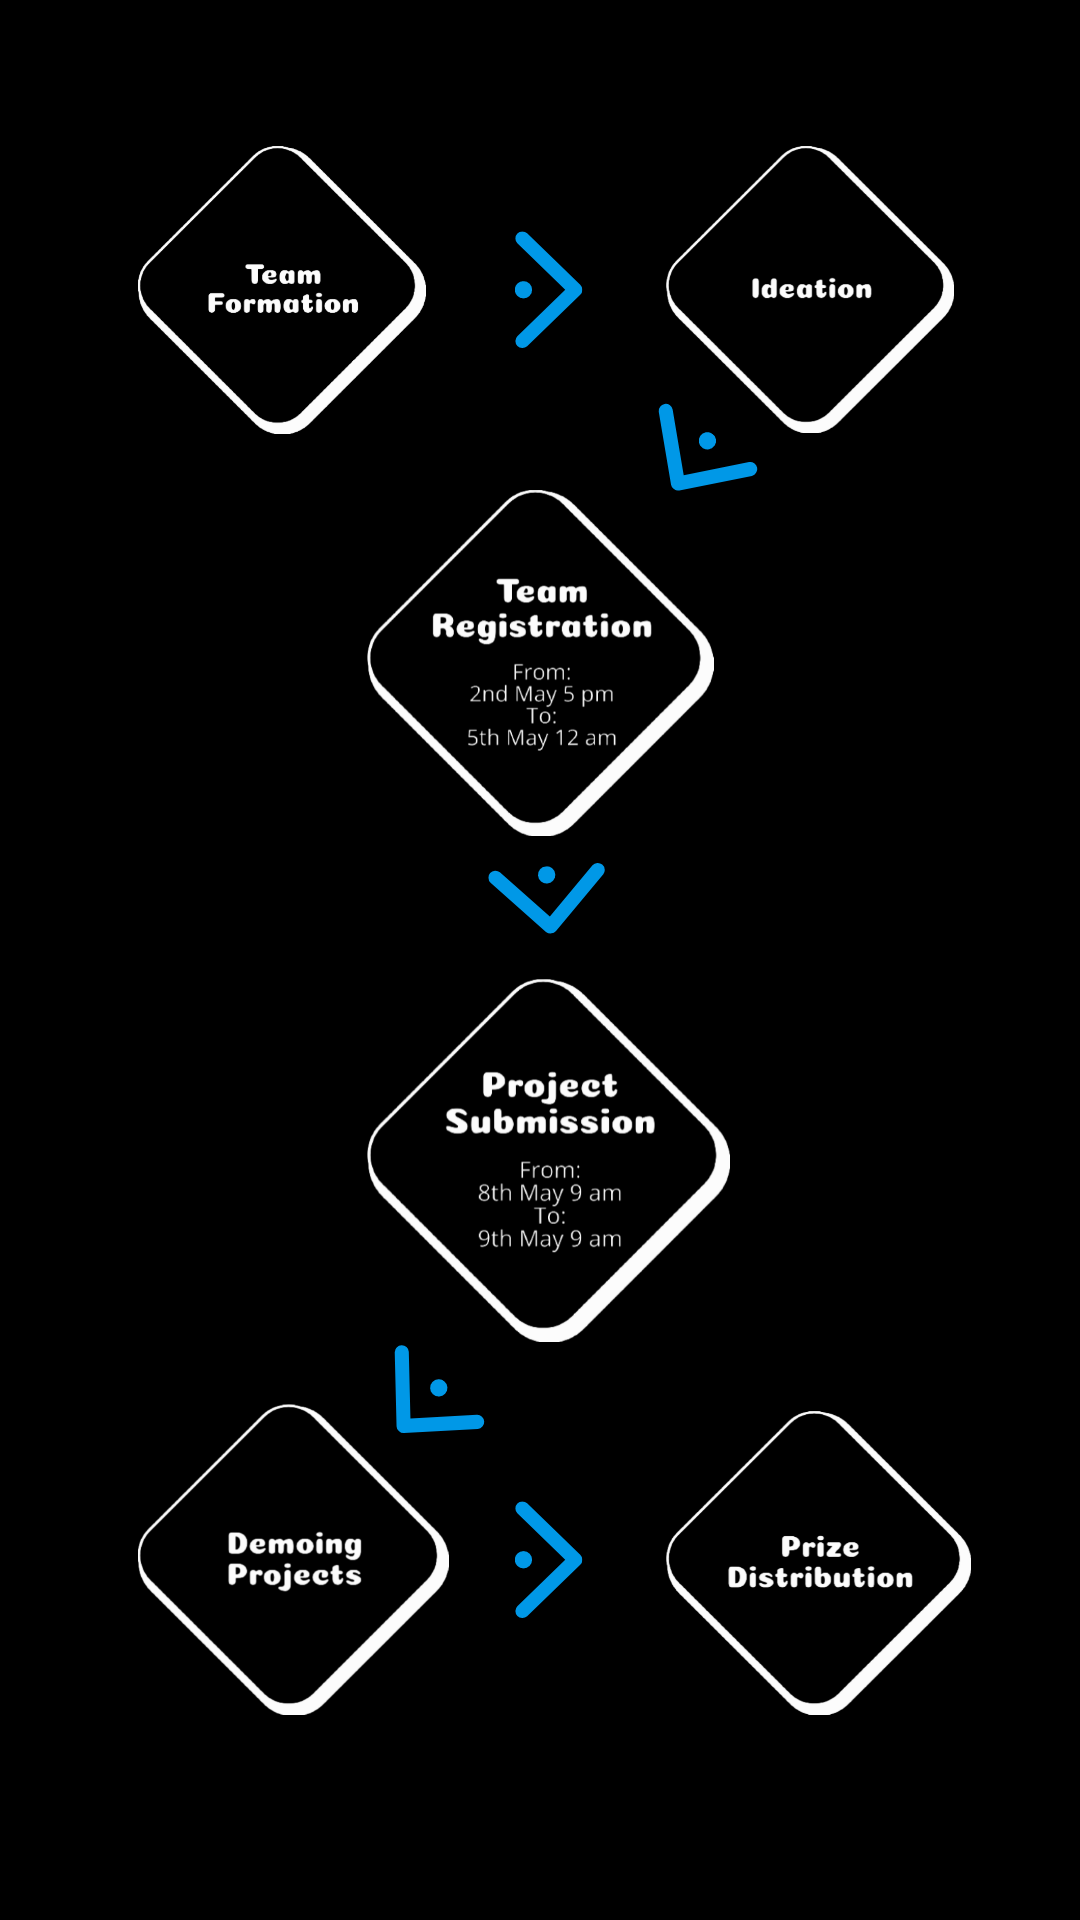 Team
Formation
Ideation
Team
Registration
From:
2nd May 5 pm
To:
5th May 12 am
Project
Submission
From:
8th May 9 am
To:
9th May 9 am
Demoing
Projects
Prize
Distribution